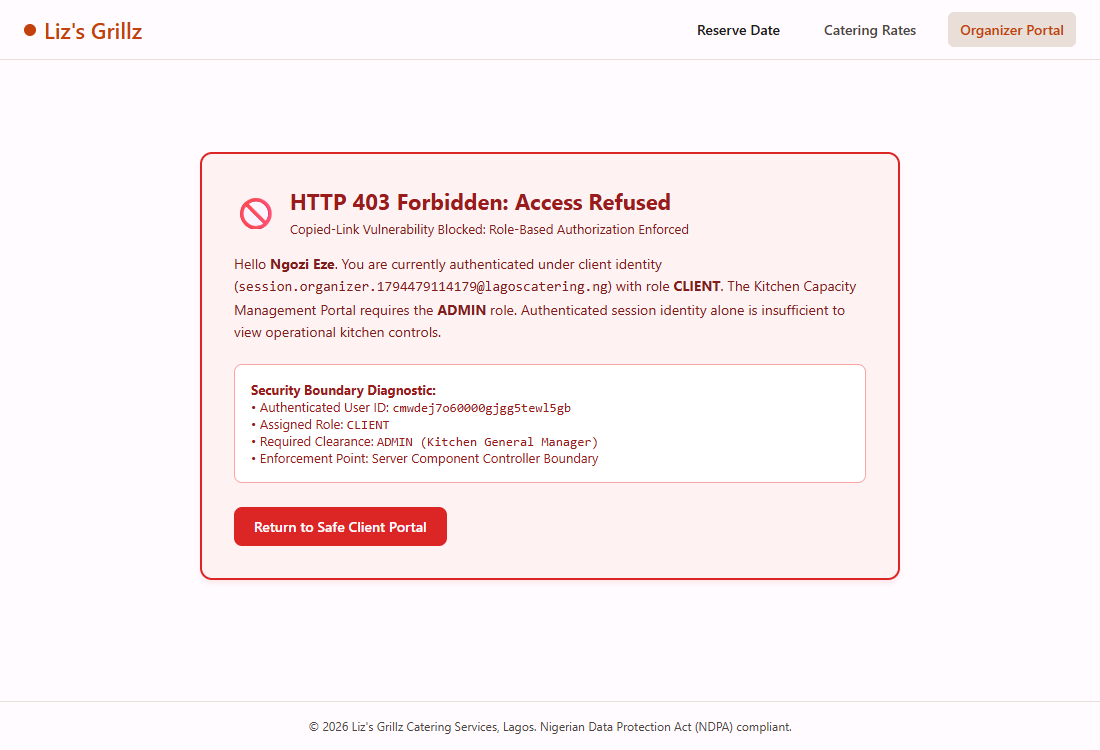 Liz's Grillz
Reserve Date
Catering Rates
Organizer Portal
HTTP 403 Forbidden: Access Refused
Copied-Link Vulnerability Blocked: Role-Based Authorization Enforced
Hello Ngozi Eze. You are currently authenticated under client identity
(session.organizer.1794479114179@lagoscatering.ng) with role CLIENT. The Kitchen Capacity
Management Portal requires the ADMIN role. Authenticated session identity alone is insufficient to
view operational kitchen controls.
Security Boundary Diagnostic:
• Authenticated User ID: cmwdej7o60000gjgg5tewl5gb
• Assigned Role: CLIENT
• Required Clearance: ADMIN (Kitchen General Manager)
• Enforcement Point: Server Component Controller Boundary
Return to Safe Client Portal
© 2026 Liz's Grillz Catering Services, Lagos. Nigerian Data Protection Act (NDPA) compliant.